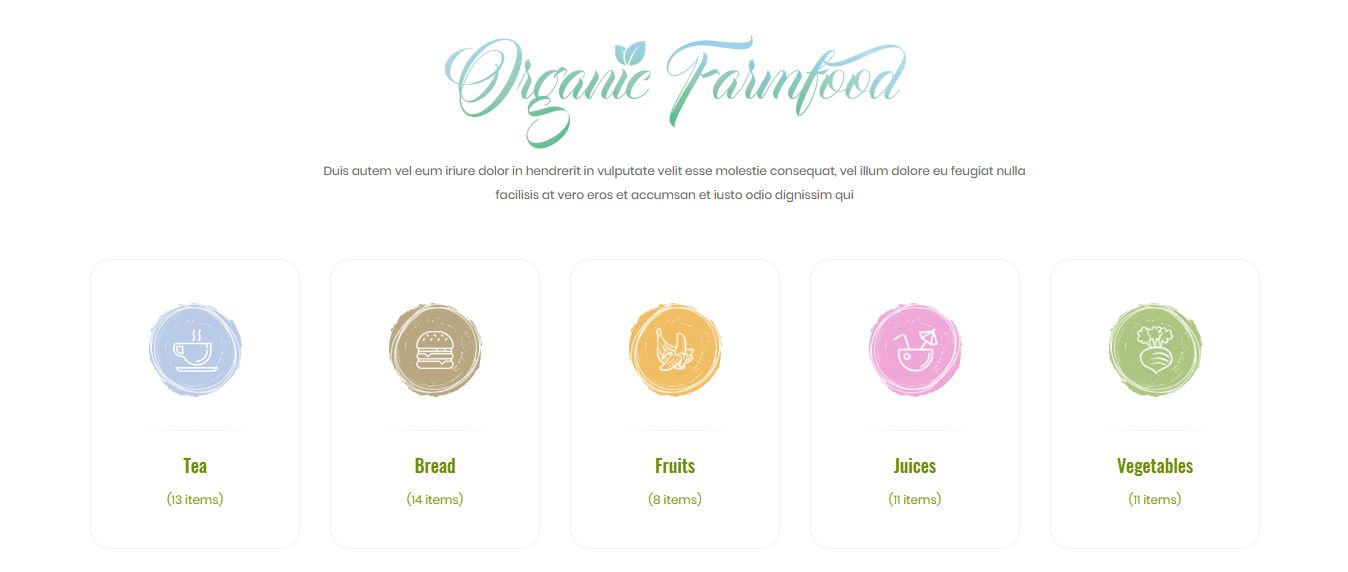 Organic Farmfood
Duis autem vel eum iriure dolor in hendrerit in vulputate velit esse molestie consequat, vel illum dolore eu feugiat nulla
facilisis at vero eros et accumsan et iusto odio dignissim qui
Tea
(13 items)
Bread
(14 items)
Fruits
(8 items)
Juices
(11 items)
Vegetables
(11 items)